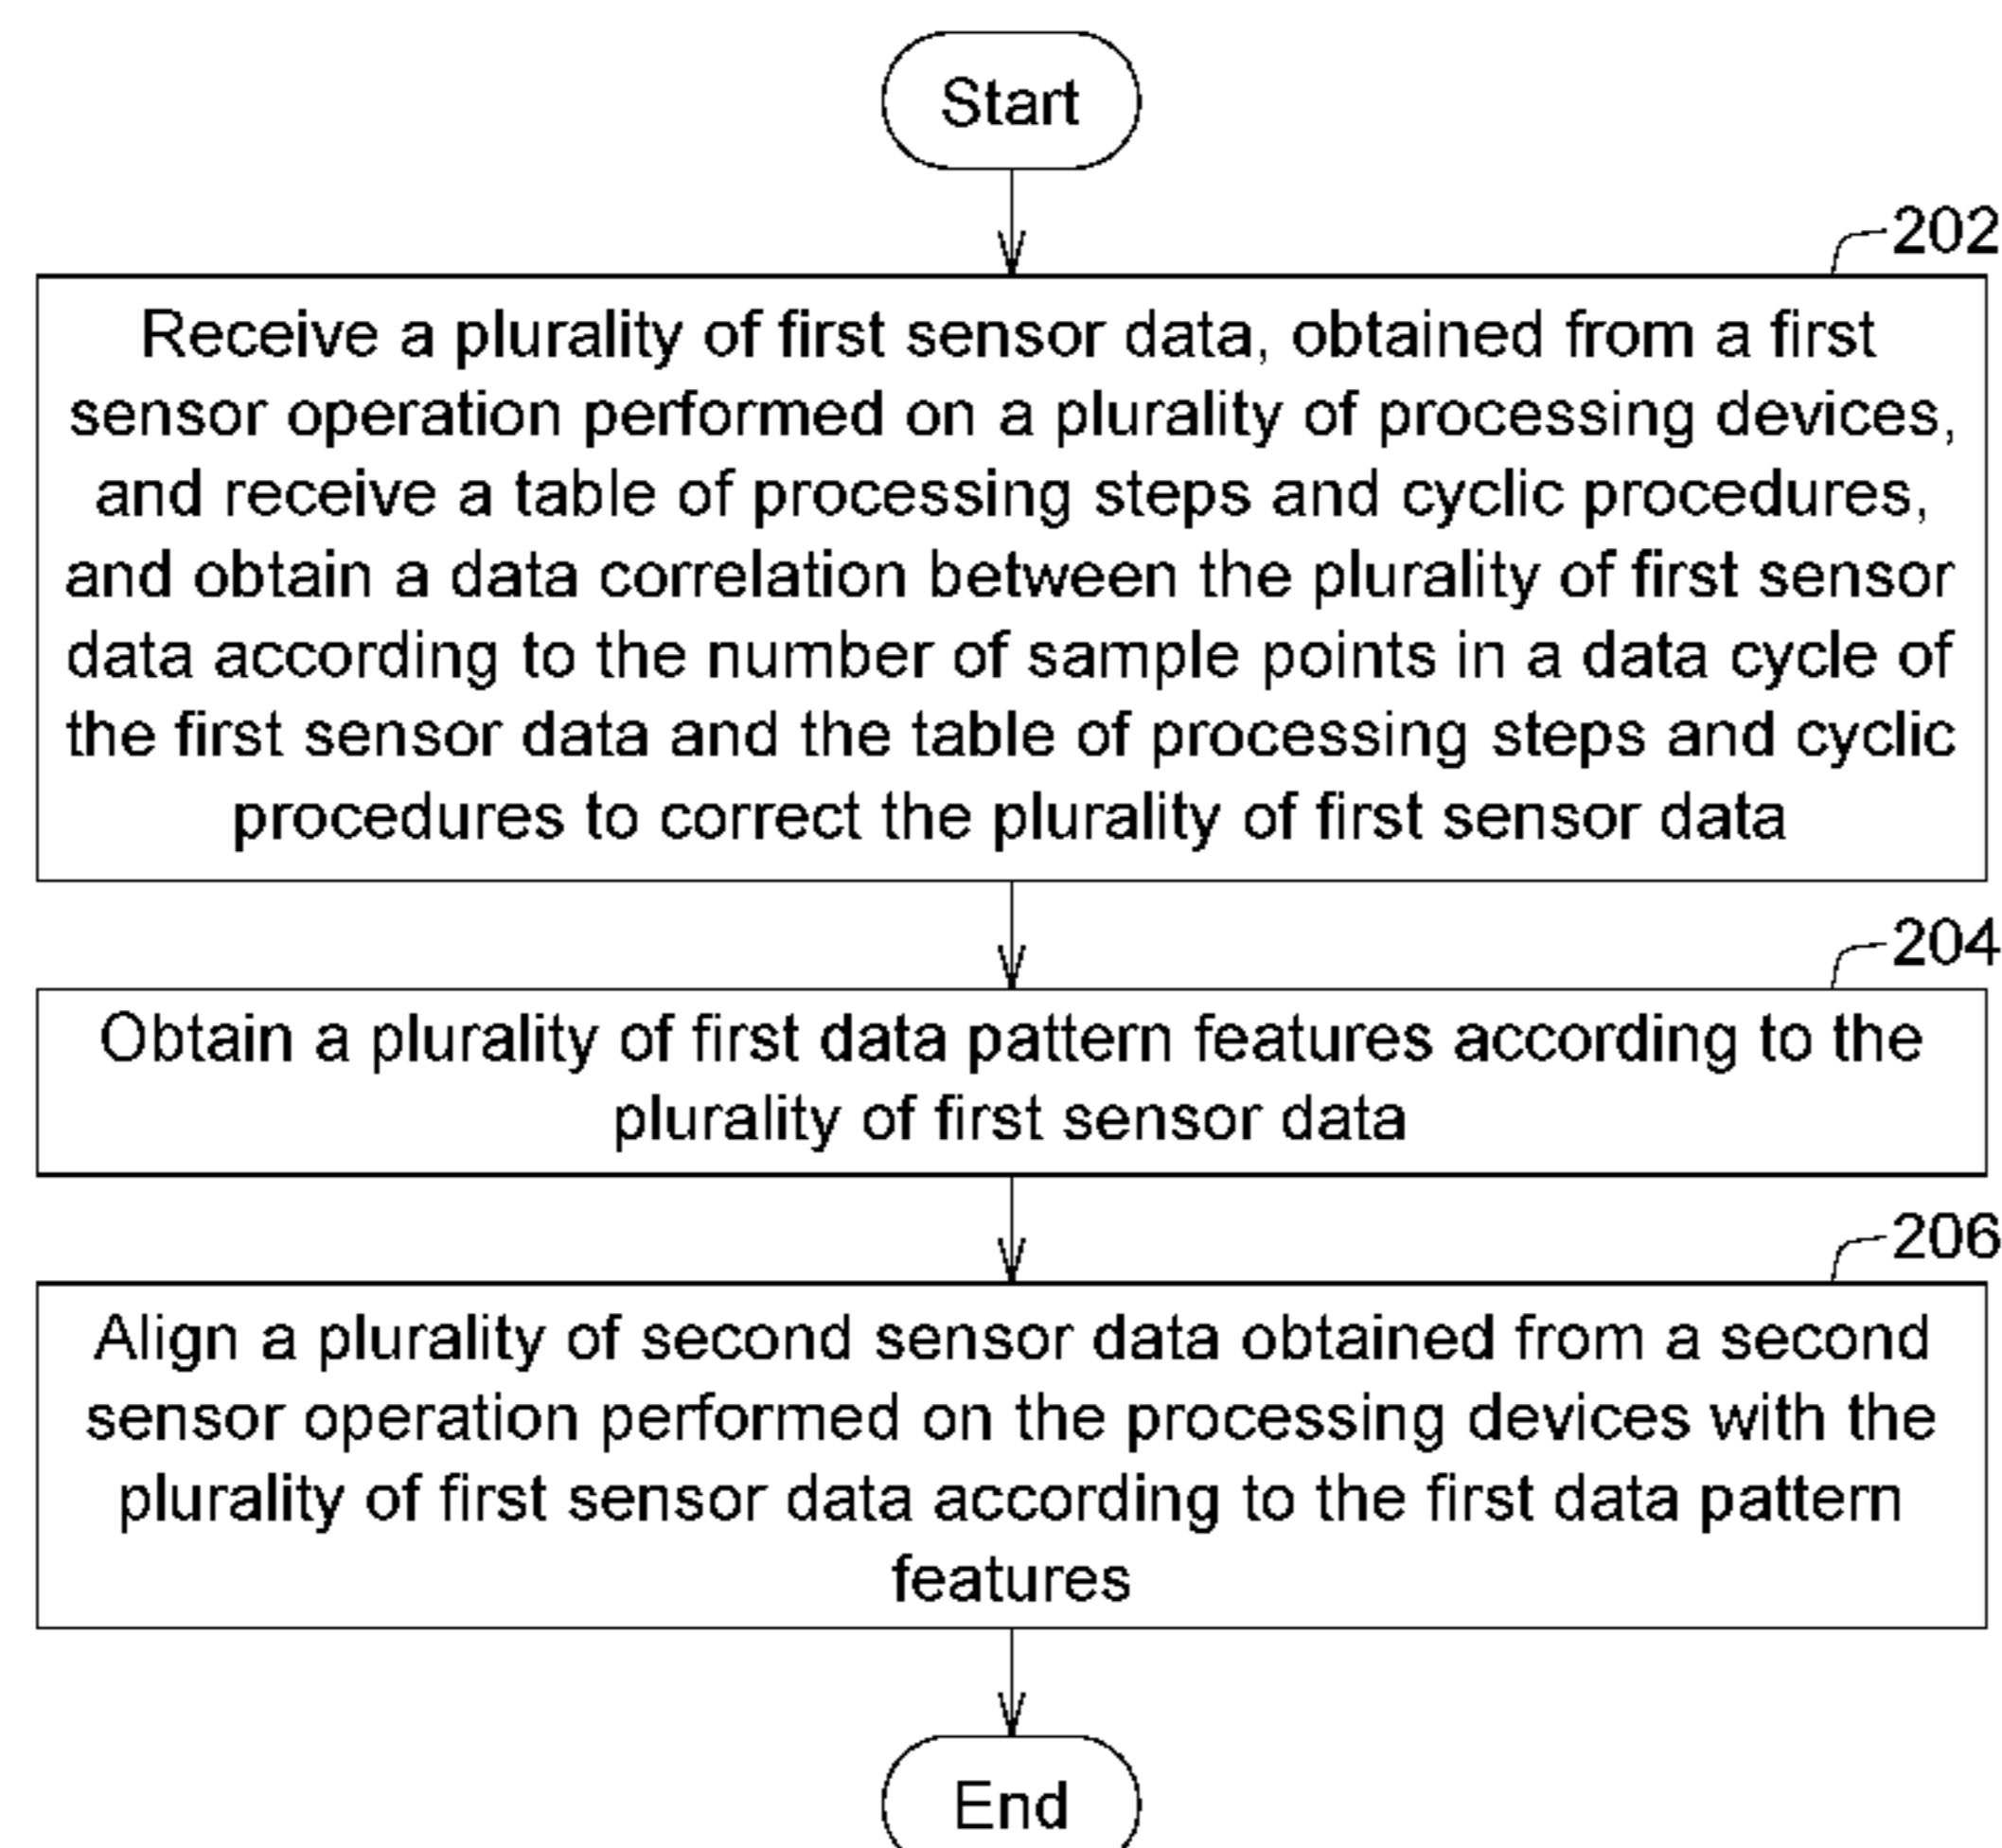 Start
202
Receive a plurality of first sensor data, obtained from a first
sensor operation performed on a plurality of processing devices,
and receive a table of processing steps and cyclic procedures,
and obtain a data correlation between the plurality of first sensor
data according to the number of sample points in a data cycle of
the first sensor data and the table of processing steps and cyclic
procedures to correct the plurality of first sensor data
204
Obtain a plurality of first data pattern features according to the
plurality of first sensor data
206
Align a plurality of second sensor data obtained from a second
sensor operation performed on the processing devices with the
plurality of first sensor data according to the first data pattern
features
End